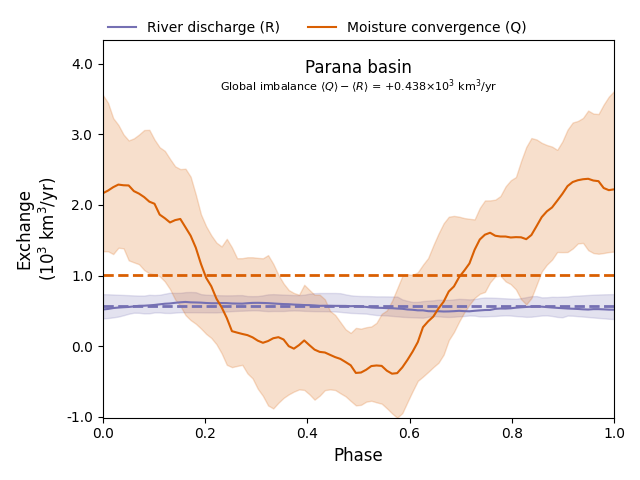 River discharge (R)
Moisture convergence (Q)
Parana basin
Global imbalance ⟨Q⟩ − ⟨R⟩ = +0.438×10³ km³/yr
Exchange
(10³ km³/yr)
4.0
3.0
2.0
1.0
0.0
-1.0
0.0 0.2 0.4 0.6 0.8 1.0
Phase